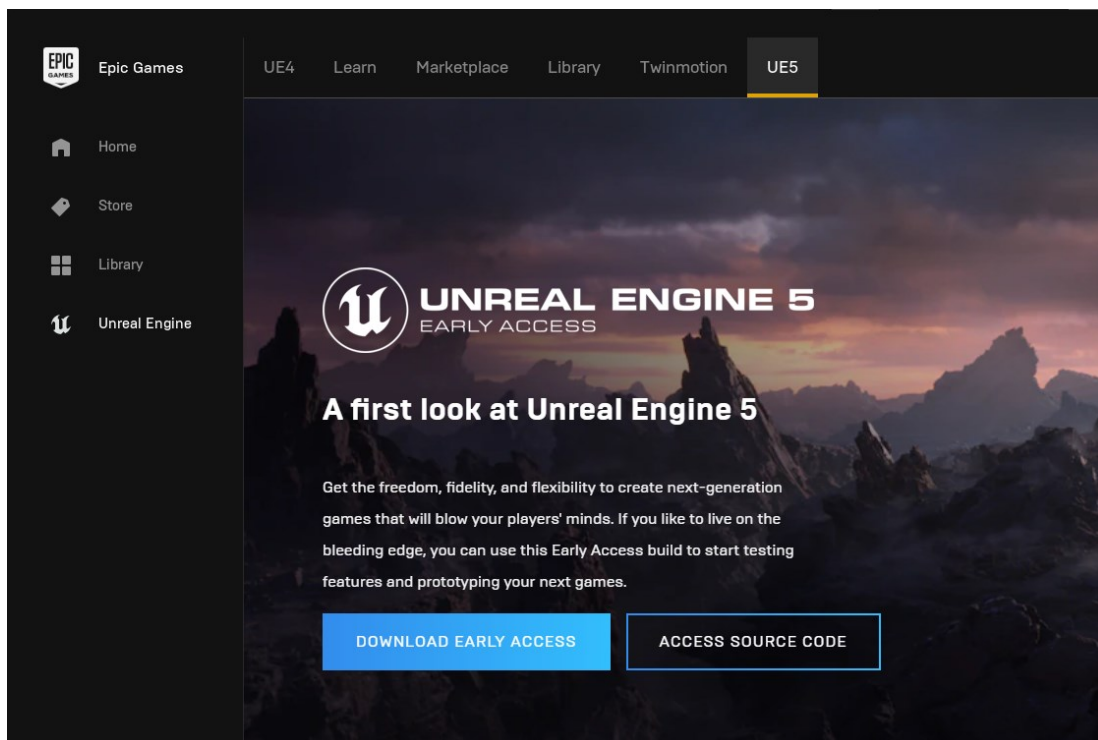 EPIC GAMES
Epic Games
UE4 Learn Marketplace Library Twinmotion UE5
Home
Store
Library
Unreal Engine
UNREAL ENGINE 5
EARLY ACCESS
A first look at Unreal Engine 5
Get the freedom, fidelity, and flexibility to create next-generation
games that will blow your players' minds. If you like to live on the
bleeding edge, you can use this Early Access build to start testing
features and prototyping your next games.
DOWNLOAD EARLY ACCESS
ACCESS SOURCE CODE